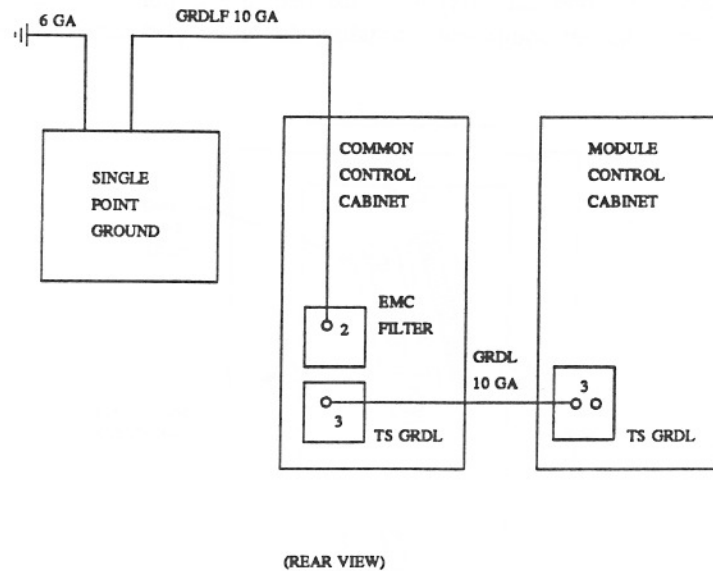 6 GA
GRDLF 10 GA
SINGLE
POINT
GROUND
COMMON
CONTROL
CABINET
MODULE
CONTROL
CABINET
EMC
FILTER
2
GRDL
10 GA
3
TS GRDL
3
TS GRDL
(REAR VIEW)